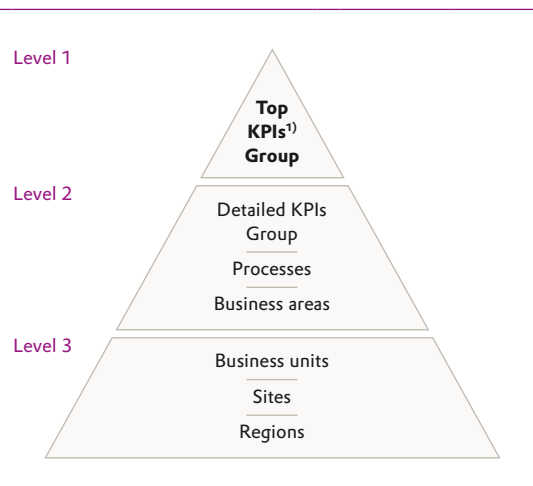 Level 1
Top
KPIs¹⁾
Group
Level 2
Detailed KPIs
Group
Processes
Business areas
Level 3
Business units
Sites
Regions